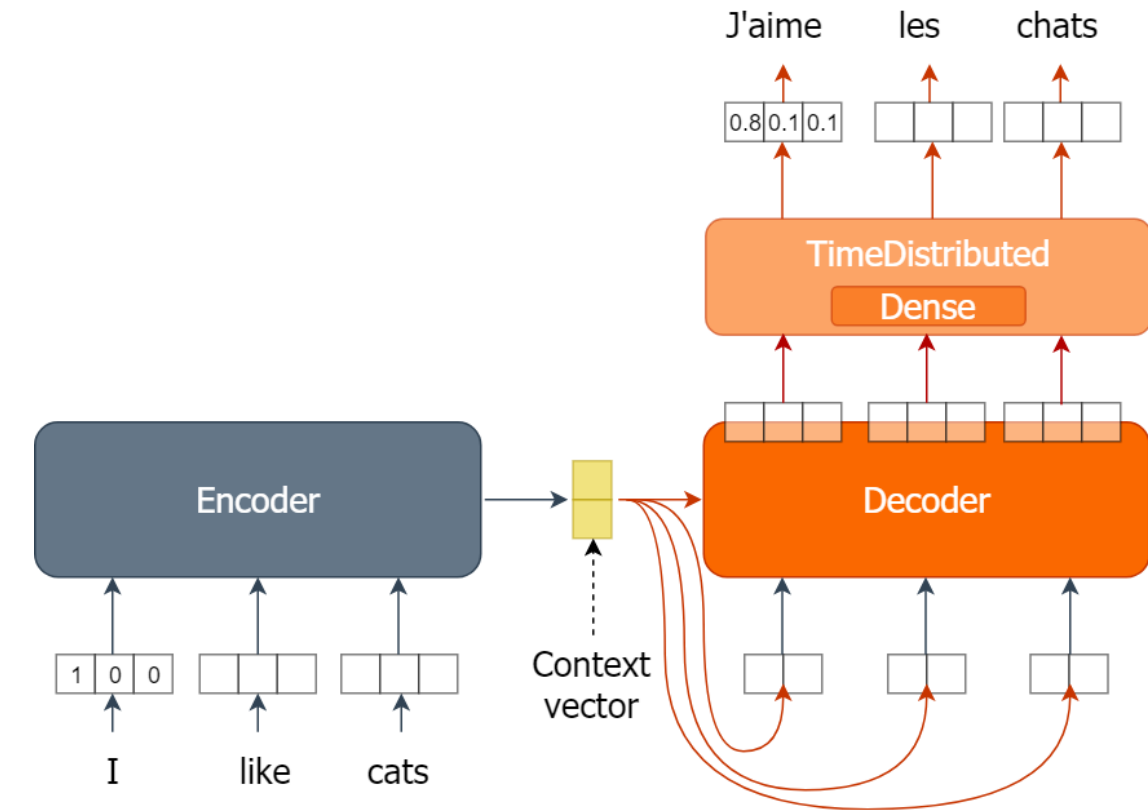 J'aime les chats
0.8 0.1 0.1
TimeDistributed
Dense
Encoder
Decoder
1 0 0
Context
vector
I like cats